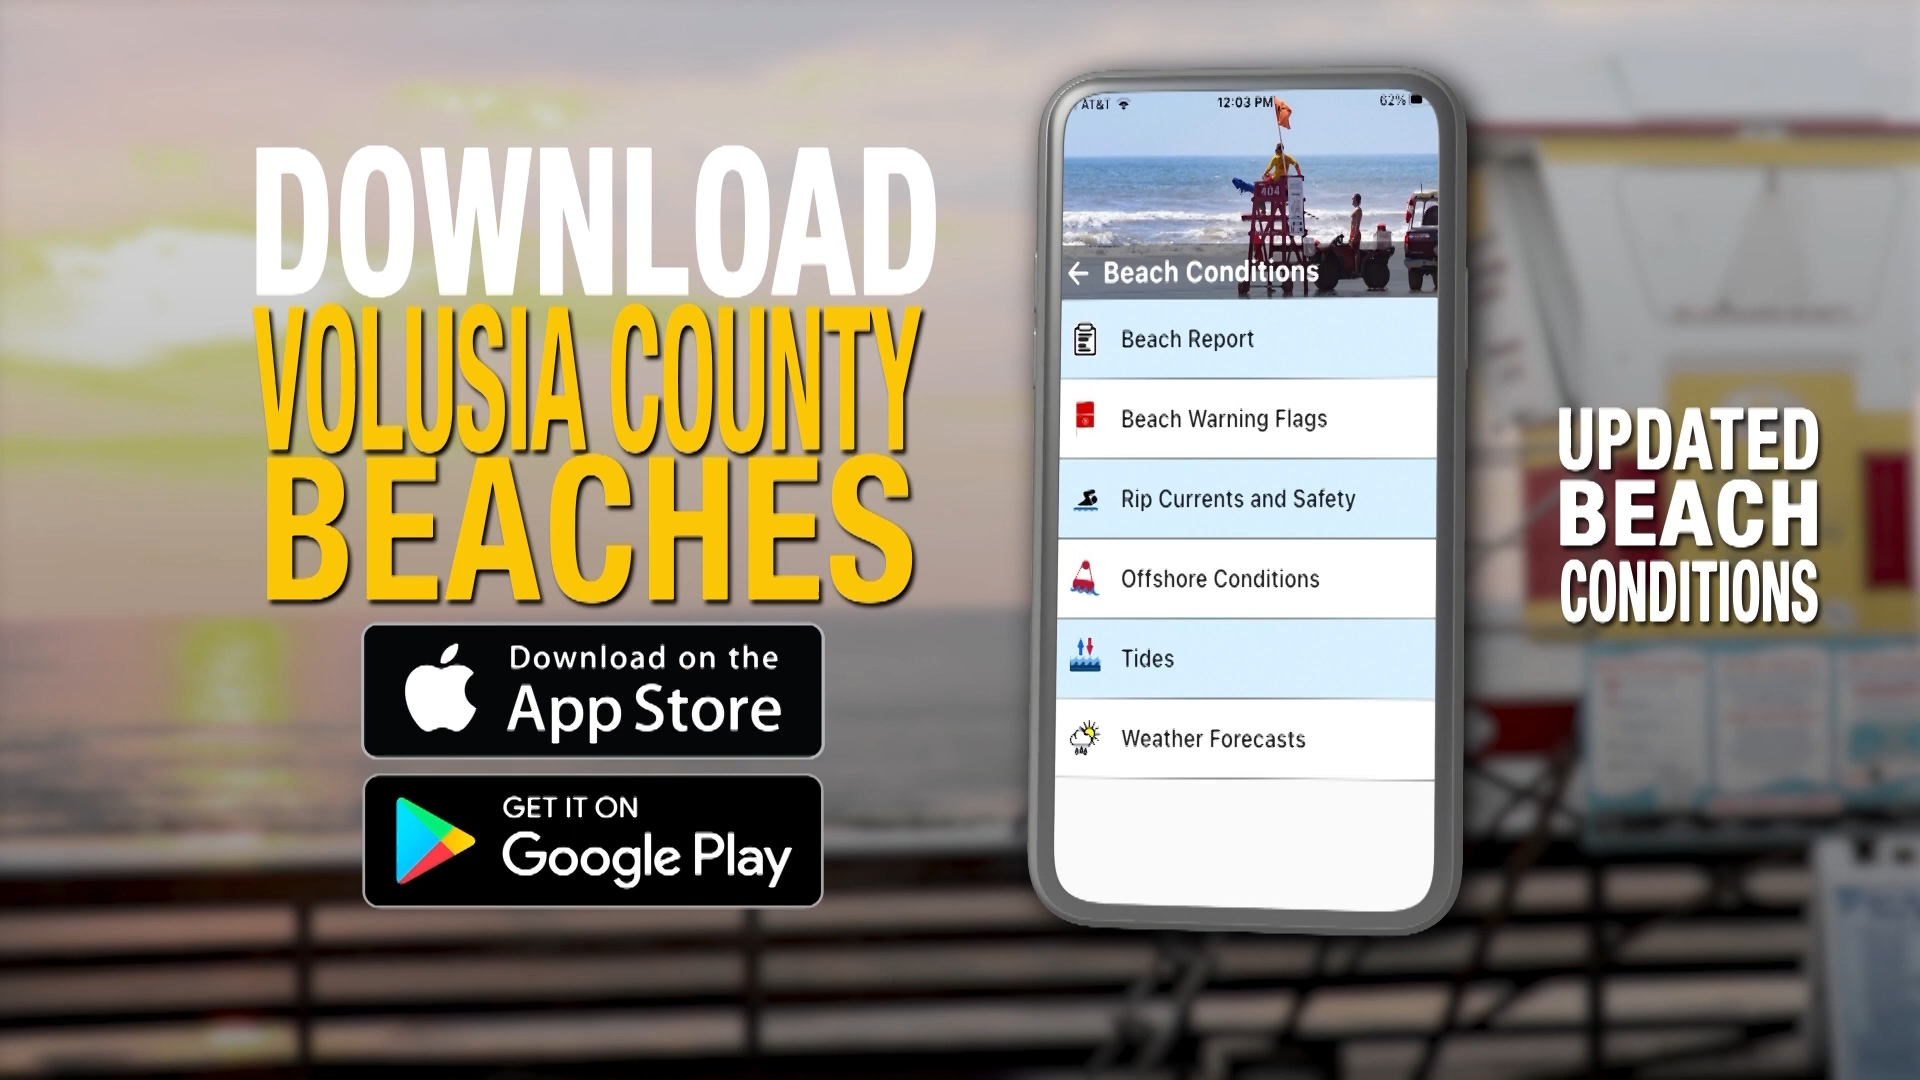 DOWNLOAD
VOLUSIA COUNTY
BEACHES
Download on the
App Store
GET IT ON
Google Play
AT&T
12:03 PM
62%
404
Beach Conditions
Beach Report
Beach Warning Flags
Rip Currents and Safety
Offshore Conditions
Tides
Weather Forecasts
UPDATED
BEACH
CONDITIONS